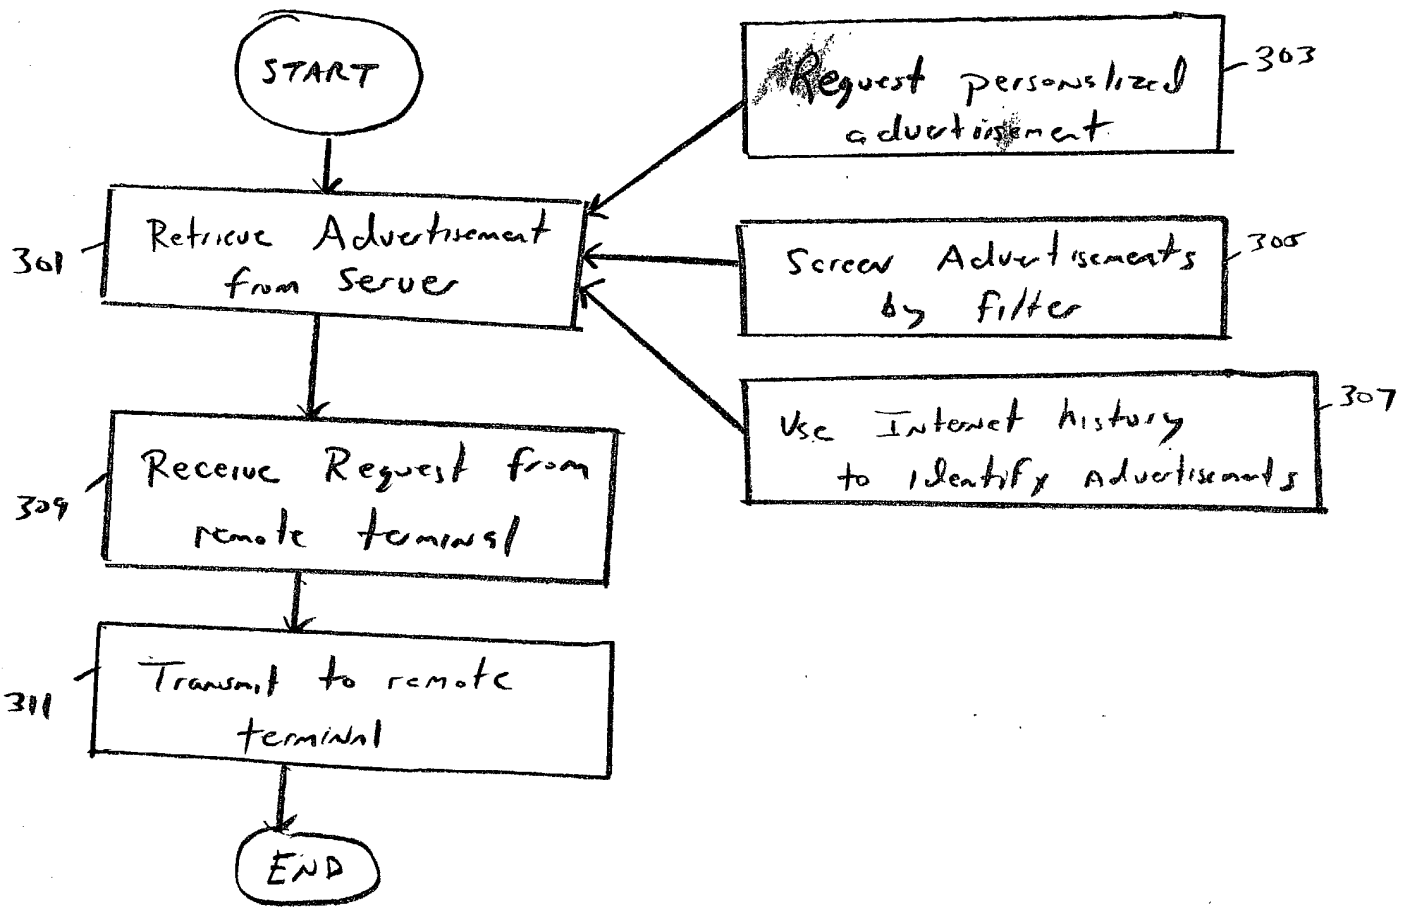 START
Request personalized
advertisement
303
301
Retrieve Advertisement
from server
Screen Advertisements
by filter
305
Use Internet history
to identify Advertisements
307
309
Receive Request from
remote terminal
311
Transmit to remote
terminal
END